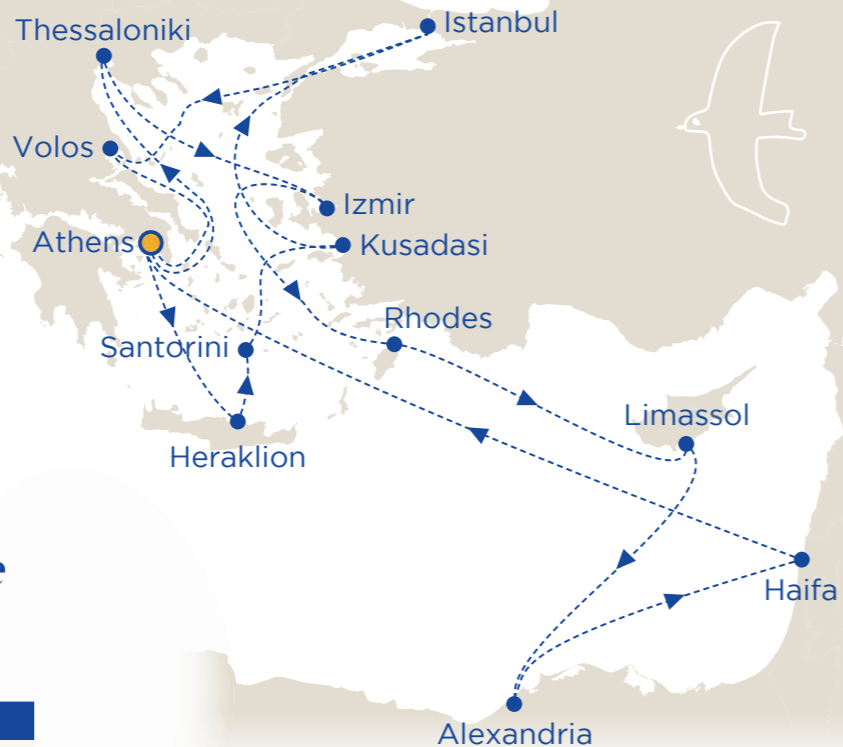 Istanbul
Thessaloniki
Volos
Izmir
Athens
Kusadasi
Rhodes
Santorini
Limassol
Heraklion
e
Haifa
Alexandria